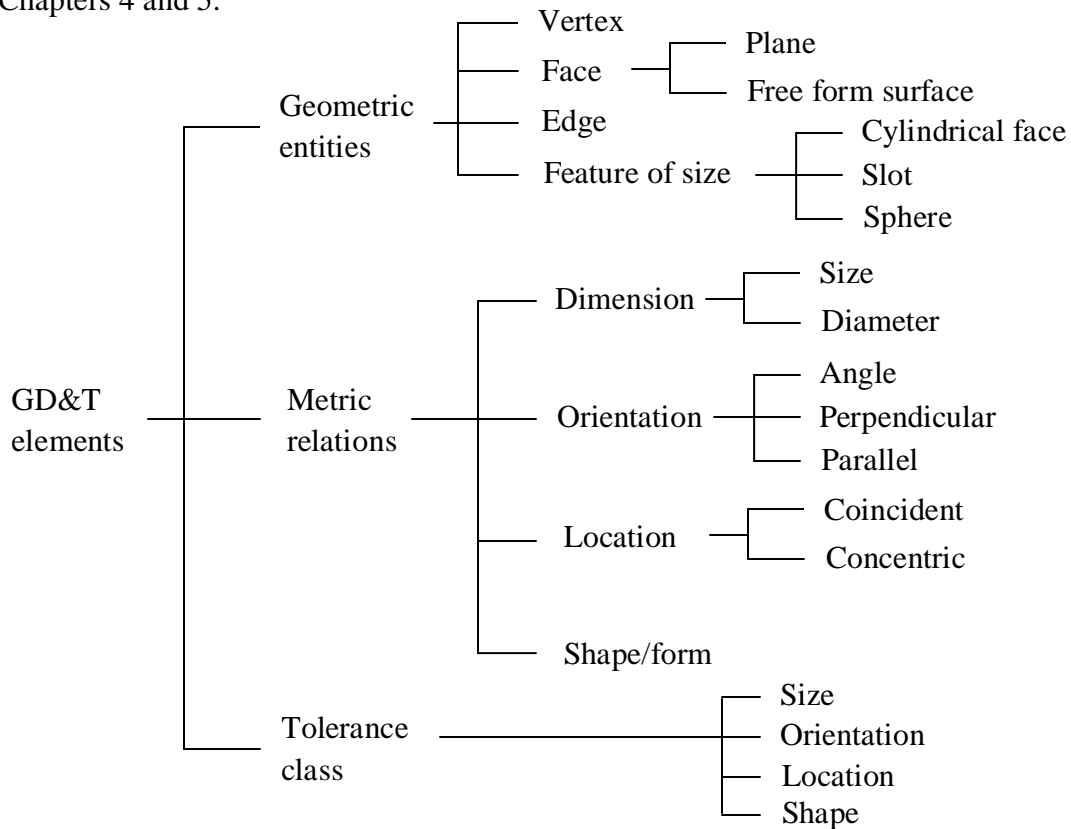 Chapters 4 and 5.
Vertex
Face
Plane
Free form surface
Edge
Feature of size
Cylindrical face
Slot
Sphere
Geometric
entities
Dimension
Size
Diameter
Orientation
Angle
Perpendicular
Parallel
GD&T
elements
Metric
relations
Location
Coincident
Concentric
Shape/form
Tolerance
class
Size
Orientation
Location
Shape